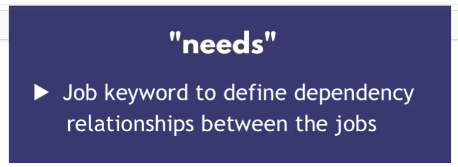 "needs"
▶ Job keyword to define dependency
relationships between the jobs